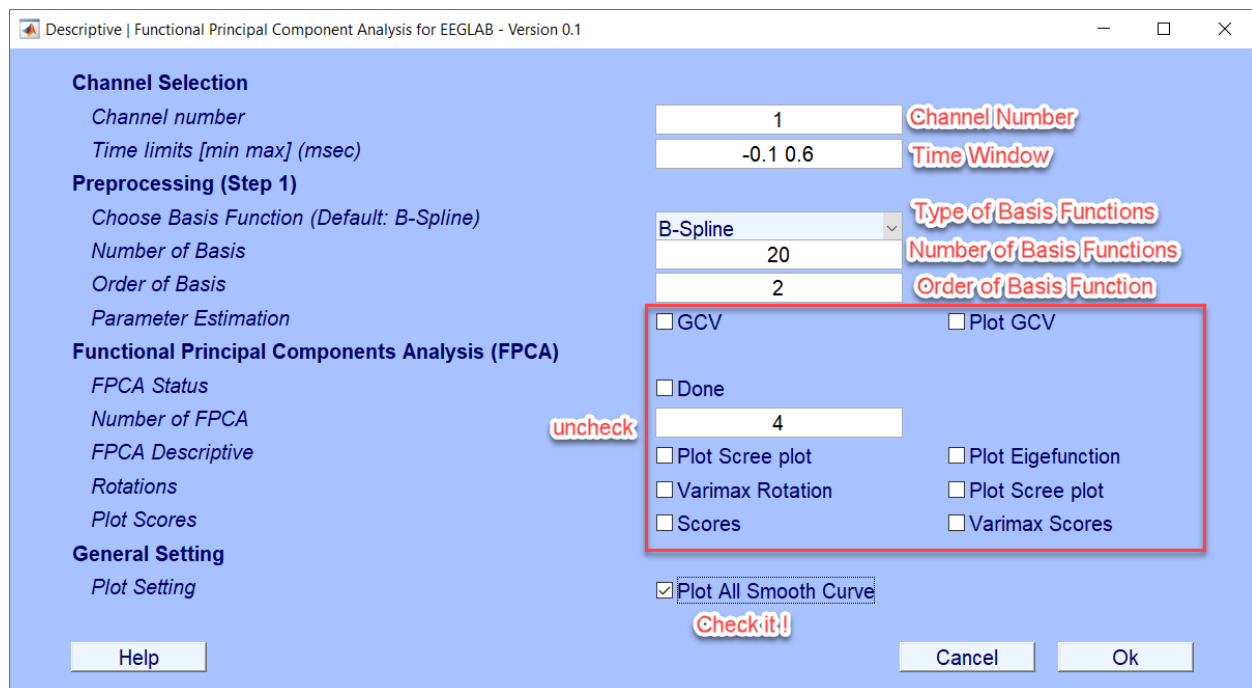 Descriptive | Functional Principal Component Analysis for EEGLAB - Version 0.1
Channel Selection
Channel number 1 Channel Number
Time limits [min max] (msec) -0.1 0.6 Time Window
Preprocessing (Step 1)
Choose Basis Function (Default: B-Spline) B-Spline Type of Basis Functions
Number of Basis 20 Number of Basis Functions
Order of Basis 2 Order of Basis Function
Parameter Estimation GCV Plot GCV
Functional Principal Components Analysis (FPCA)
FPCA Status Done
Number of FPCA uncheck 4
FPCA Descriptive Plot Scree plot Plot Eigefunction
Rotations Varimax Rotation Plot Scree plot
Plot Scores Scores Varimax Scores
General Setting
Plot Setting Plot All Smooth Curve
Check it !
Help Cancel Ok